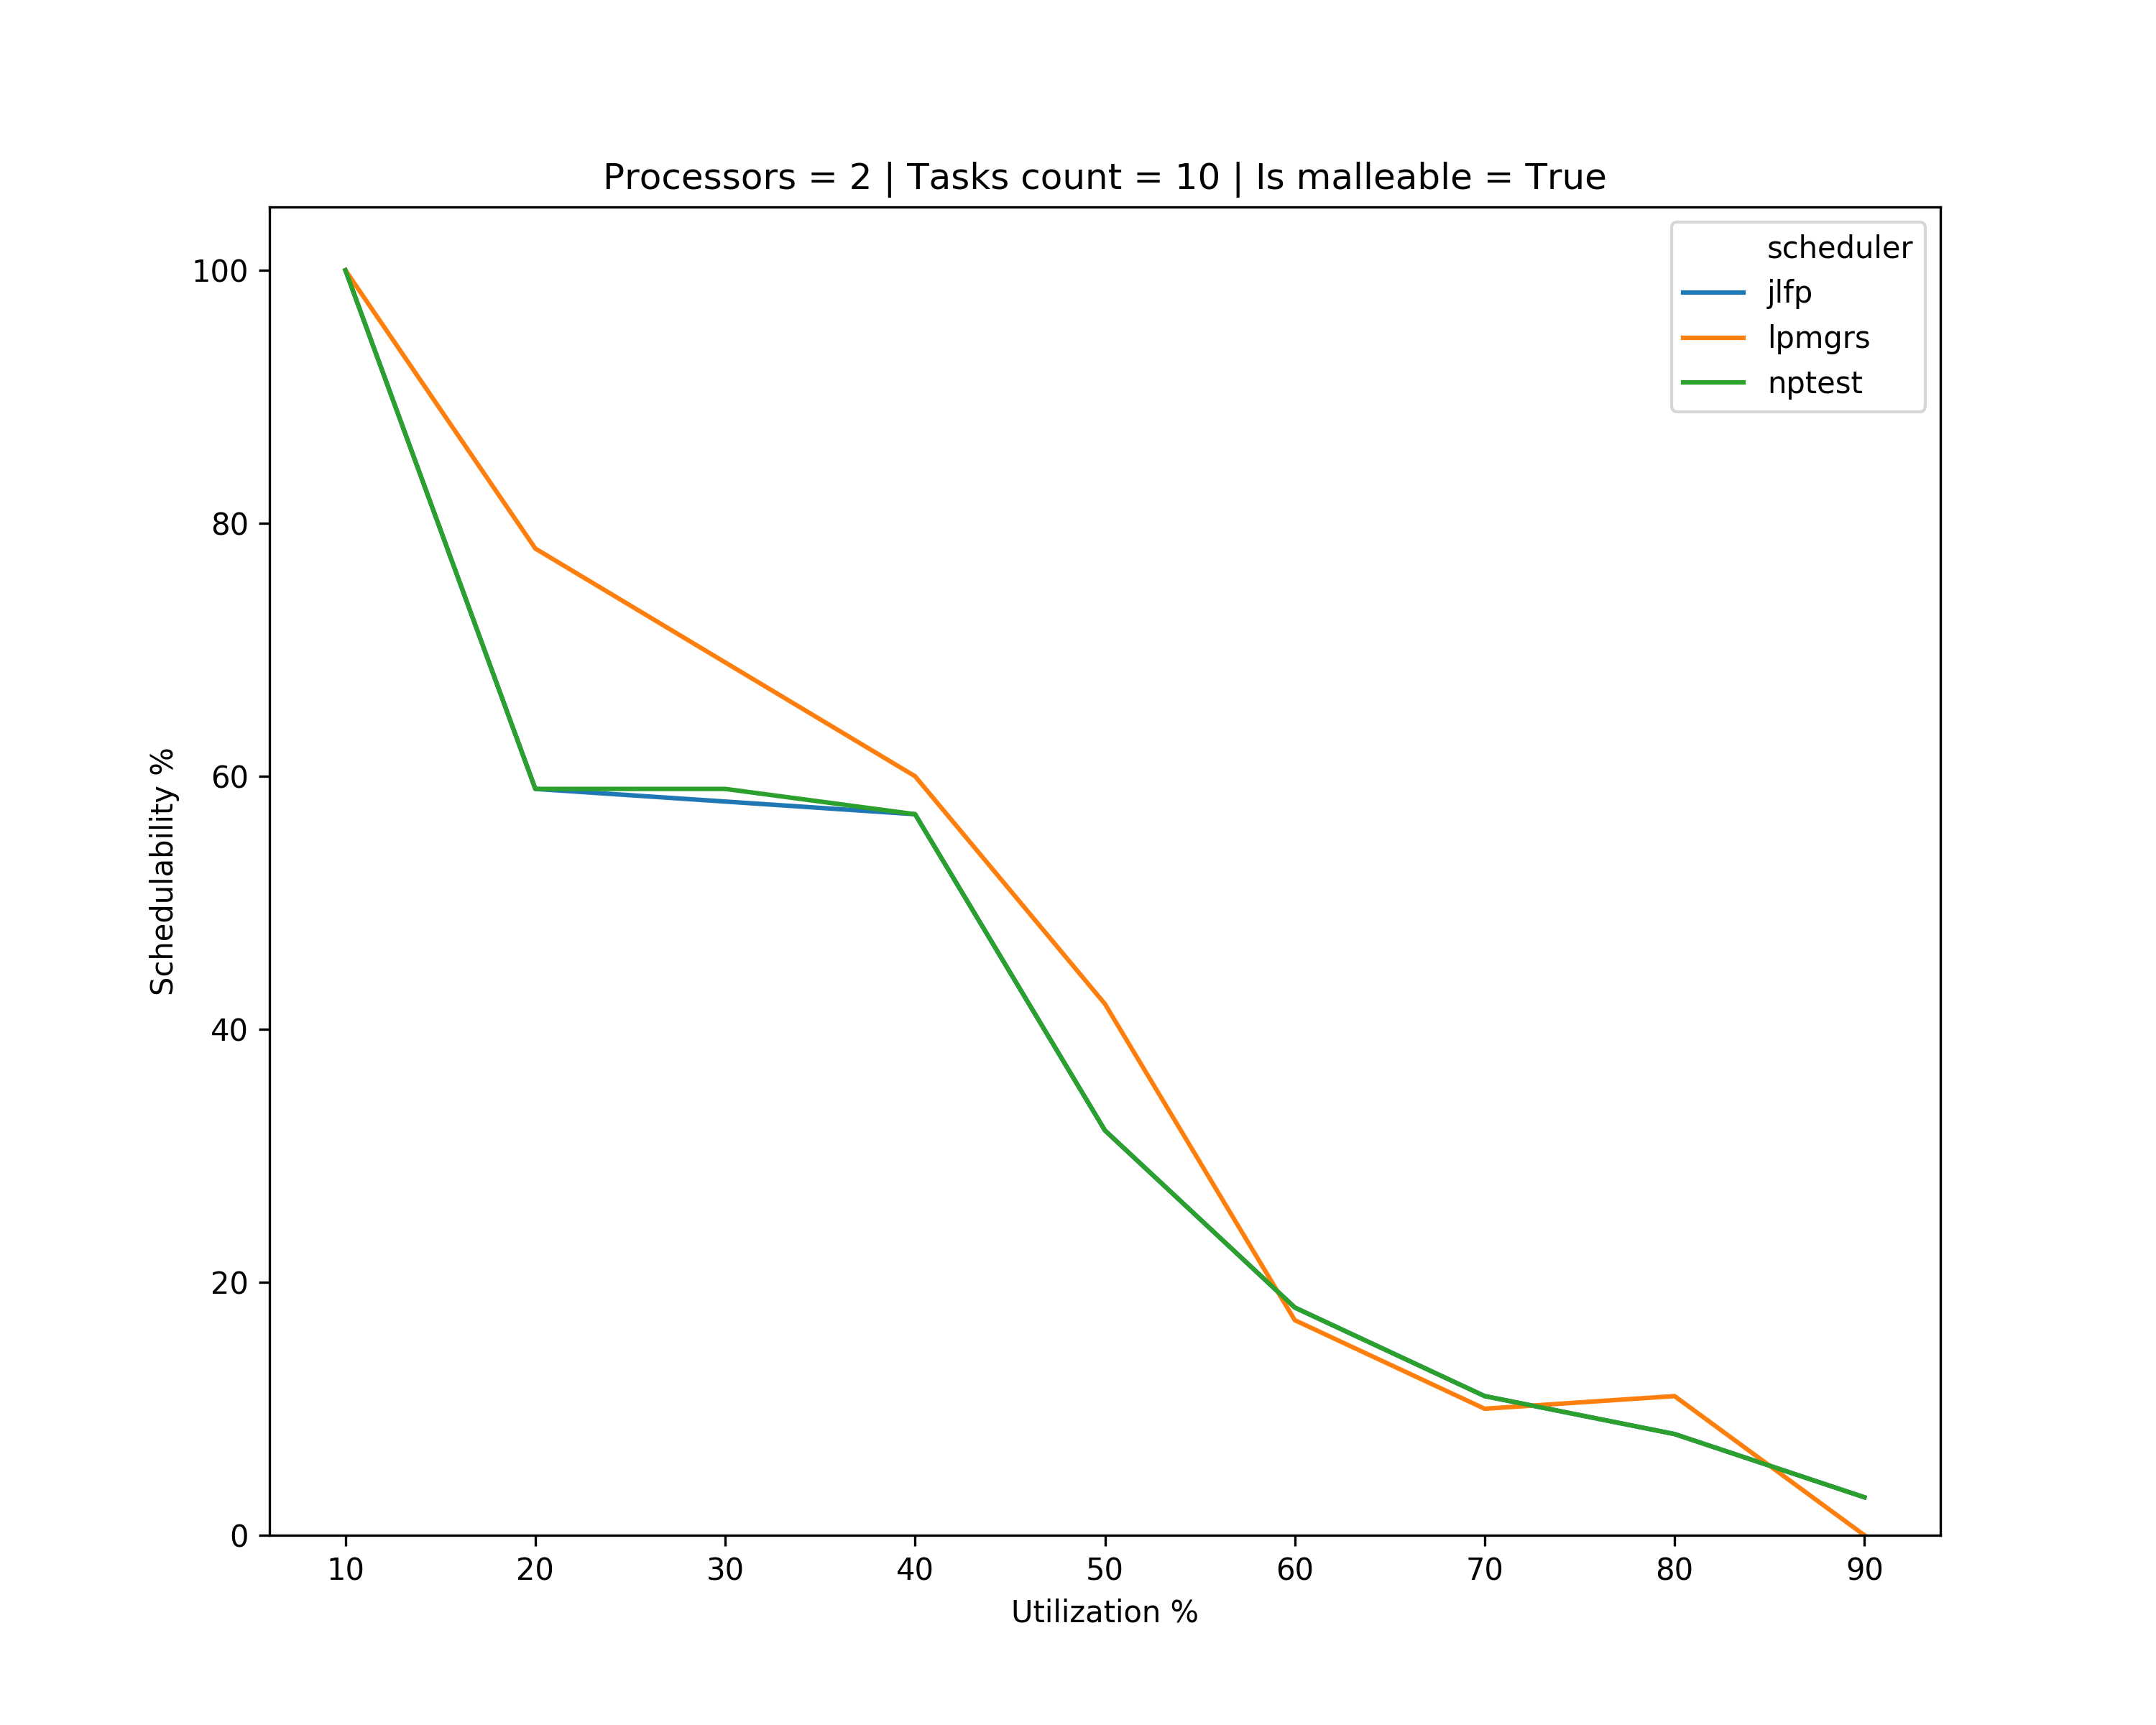 Processors = 2 | Tasks count = 10 | Is malleable = True
scheduler
jlfp
lpmgrs
nptest
Schedulability %
100
80
60
40
20
0
10 20 30 40 50 60 70 80 90
Utilization %